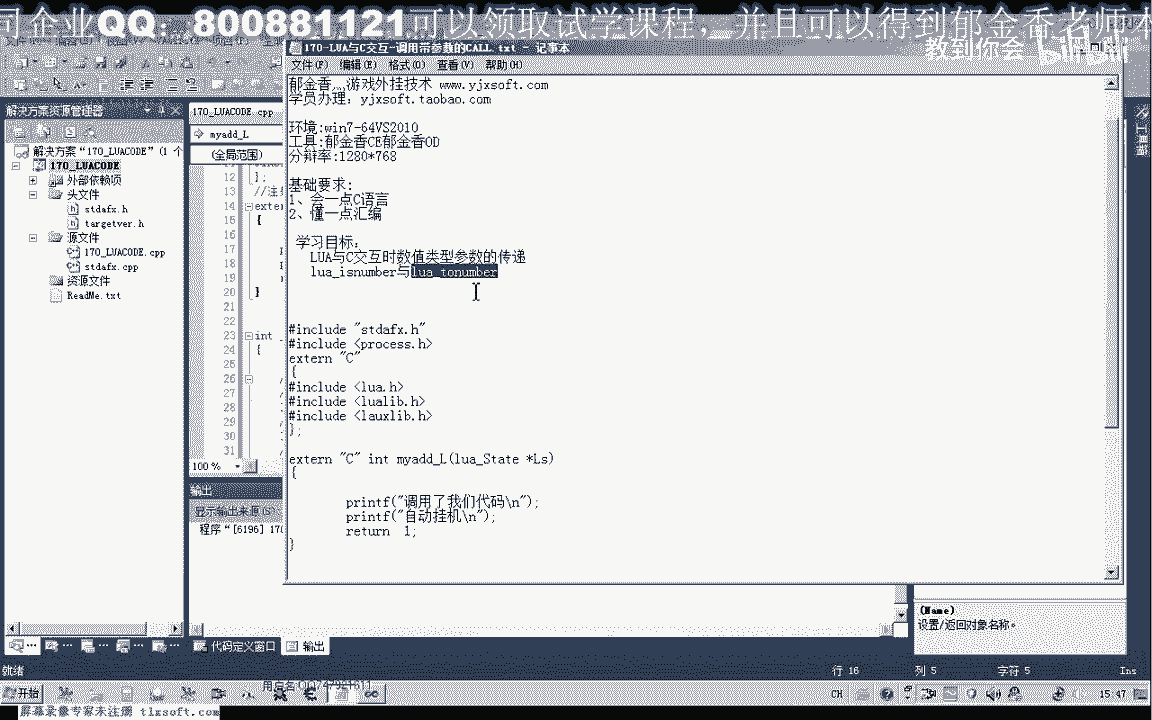 司企业QQ：800881121可以领取试学课程，并且可以得到郁金香老师本
教到你会 bilibili
170-LUA与C交互—调用带参数的CALL.txt - 记事本
文件(F) 编辑(E) 格式(O) 查看(V) 帮助(H)
郁金香灬游戏外挂技术 www.yjxsoft.com
学员办理：yjxsoft.taobao.com
环境:win7-64VS2010
工具:郁金香CE郁金香OD
分辩率:1280*768
基础要求:
1、会一点C语言
2、懂一点汇编
学习目标：
LUA与C交互时数值类型参数的传递
lua_isnumber与lua_tonumber
#include "stdafx.h"
#include <process.h>
extern "C"
{
#include <lua.h>
#include <lualib.h>
#include <lauxlib.h>
};
extern "C" int myadd_L(lua_State *Ls)
{
printf("调用了我们代码\n");
printf("自动挂机\n");
return 1;
}
解决方案资源管理器
解决方案"170_LUACODE" (1 个
170_LUACODE
外部依赖项
头文件
stdafx.h
targetver.h
源文件
170_LUACODE.cpp
stdafx.cpp
资源文件
ReadMe.txt
170_LUACODE.cpp
myadd_L
(全局范围)
12 };
13 //注
14 exte
15 {
16
17
18
19
20 }
21
22
23 int
24 {
25
26
27
28
29
30
31
100 %
输出
显示输出来源(S)
程序"[6196] 17
代码定义窗口 输出
(Name)
设置/返回对象名称。
工具箱
就绪
行 16 列 5 字符 5 Ins
开始
CH
15:47
屏幕录像专家未注册 tlxsoft.com